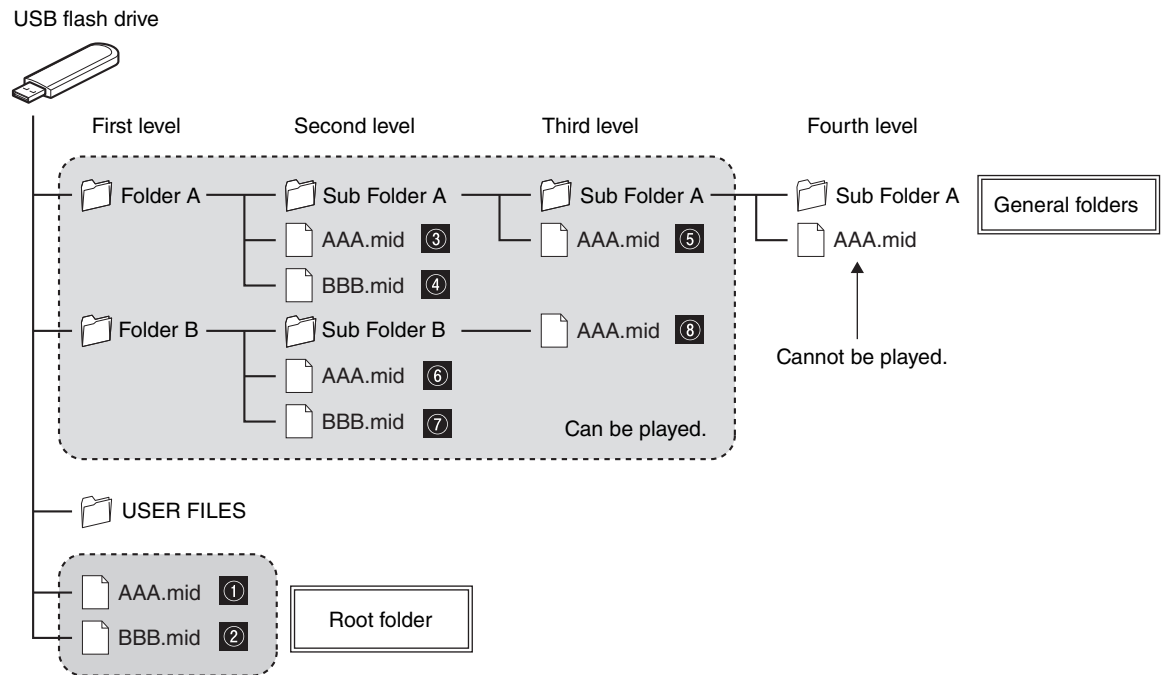 USB flash drive
First level Second level Third level Fourth level
Folder A Sub Folder A Sub Folder A Sub Folder A General folders
AAA.mid ③ AAA.mid ⑤ AAA.mid
BBB.mid ④
Folder B Sub Folder B AAA.mid ⑧
Cannot be played.
AAA.mid ⑥
BBB.mid ⑦ Can be played.
USER FILES
AAA.mid ①
Root folder
BBB.mid ②